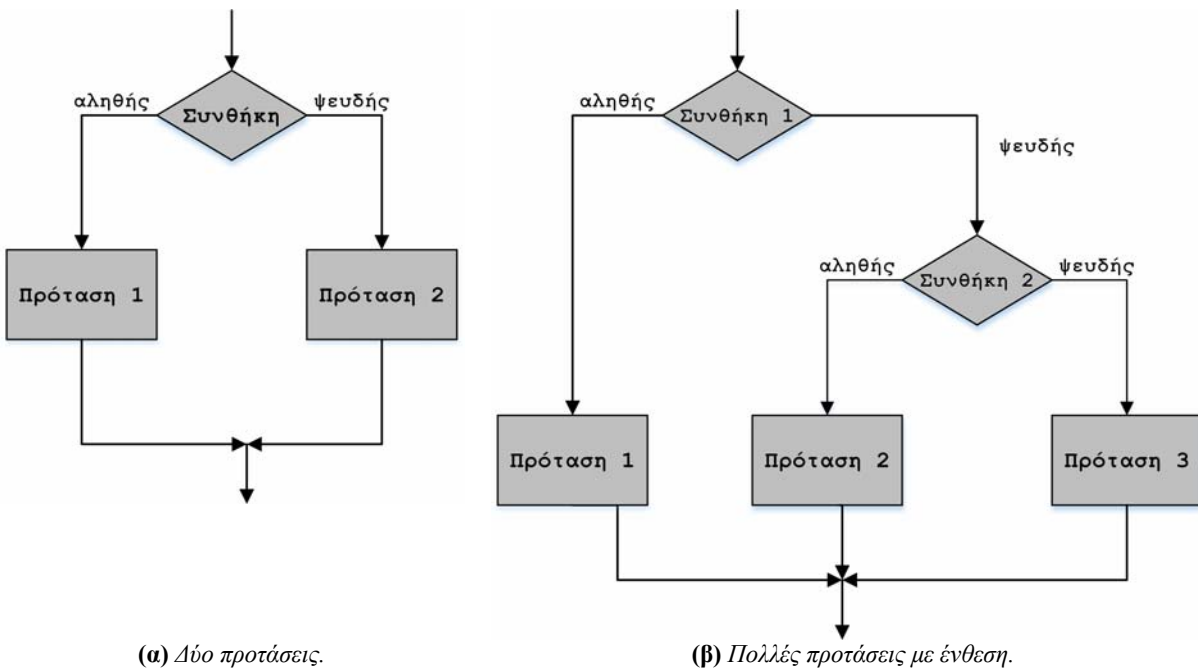 αληθής
Συνθήκη
ψευδής
Πρόταση 1
Πρόταση 2
(α) Δύο προτάσεις.
αληθής
Συνθήκη 1
ψευδής
αληθής
Συνθήκη 2
ψευδής
Πρόταση 1
Πρόταση 2
Πρόταση 3
(β) Πολλές προτάσεις με ένθεση.